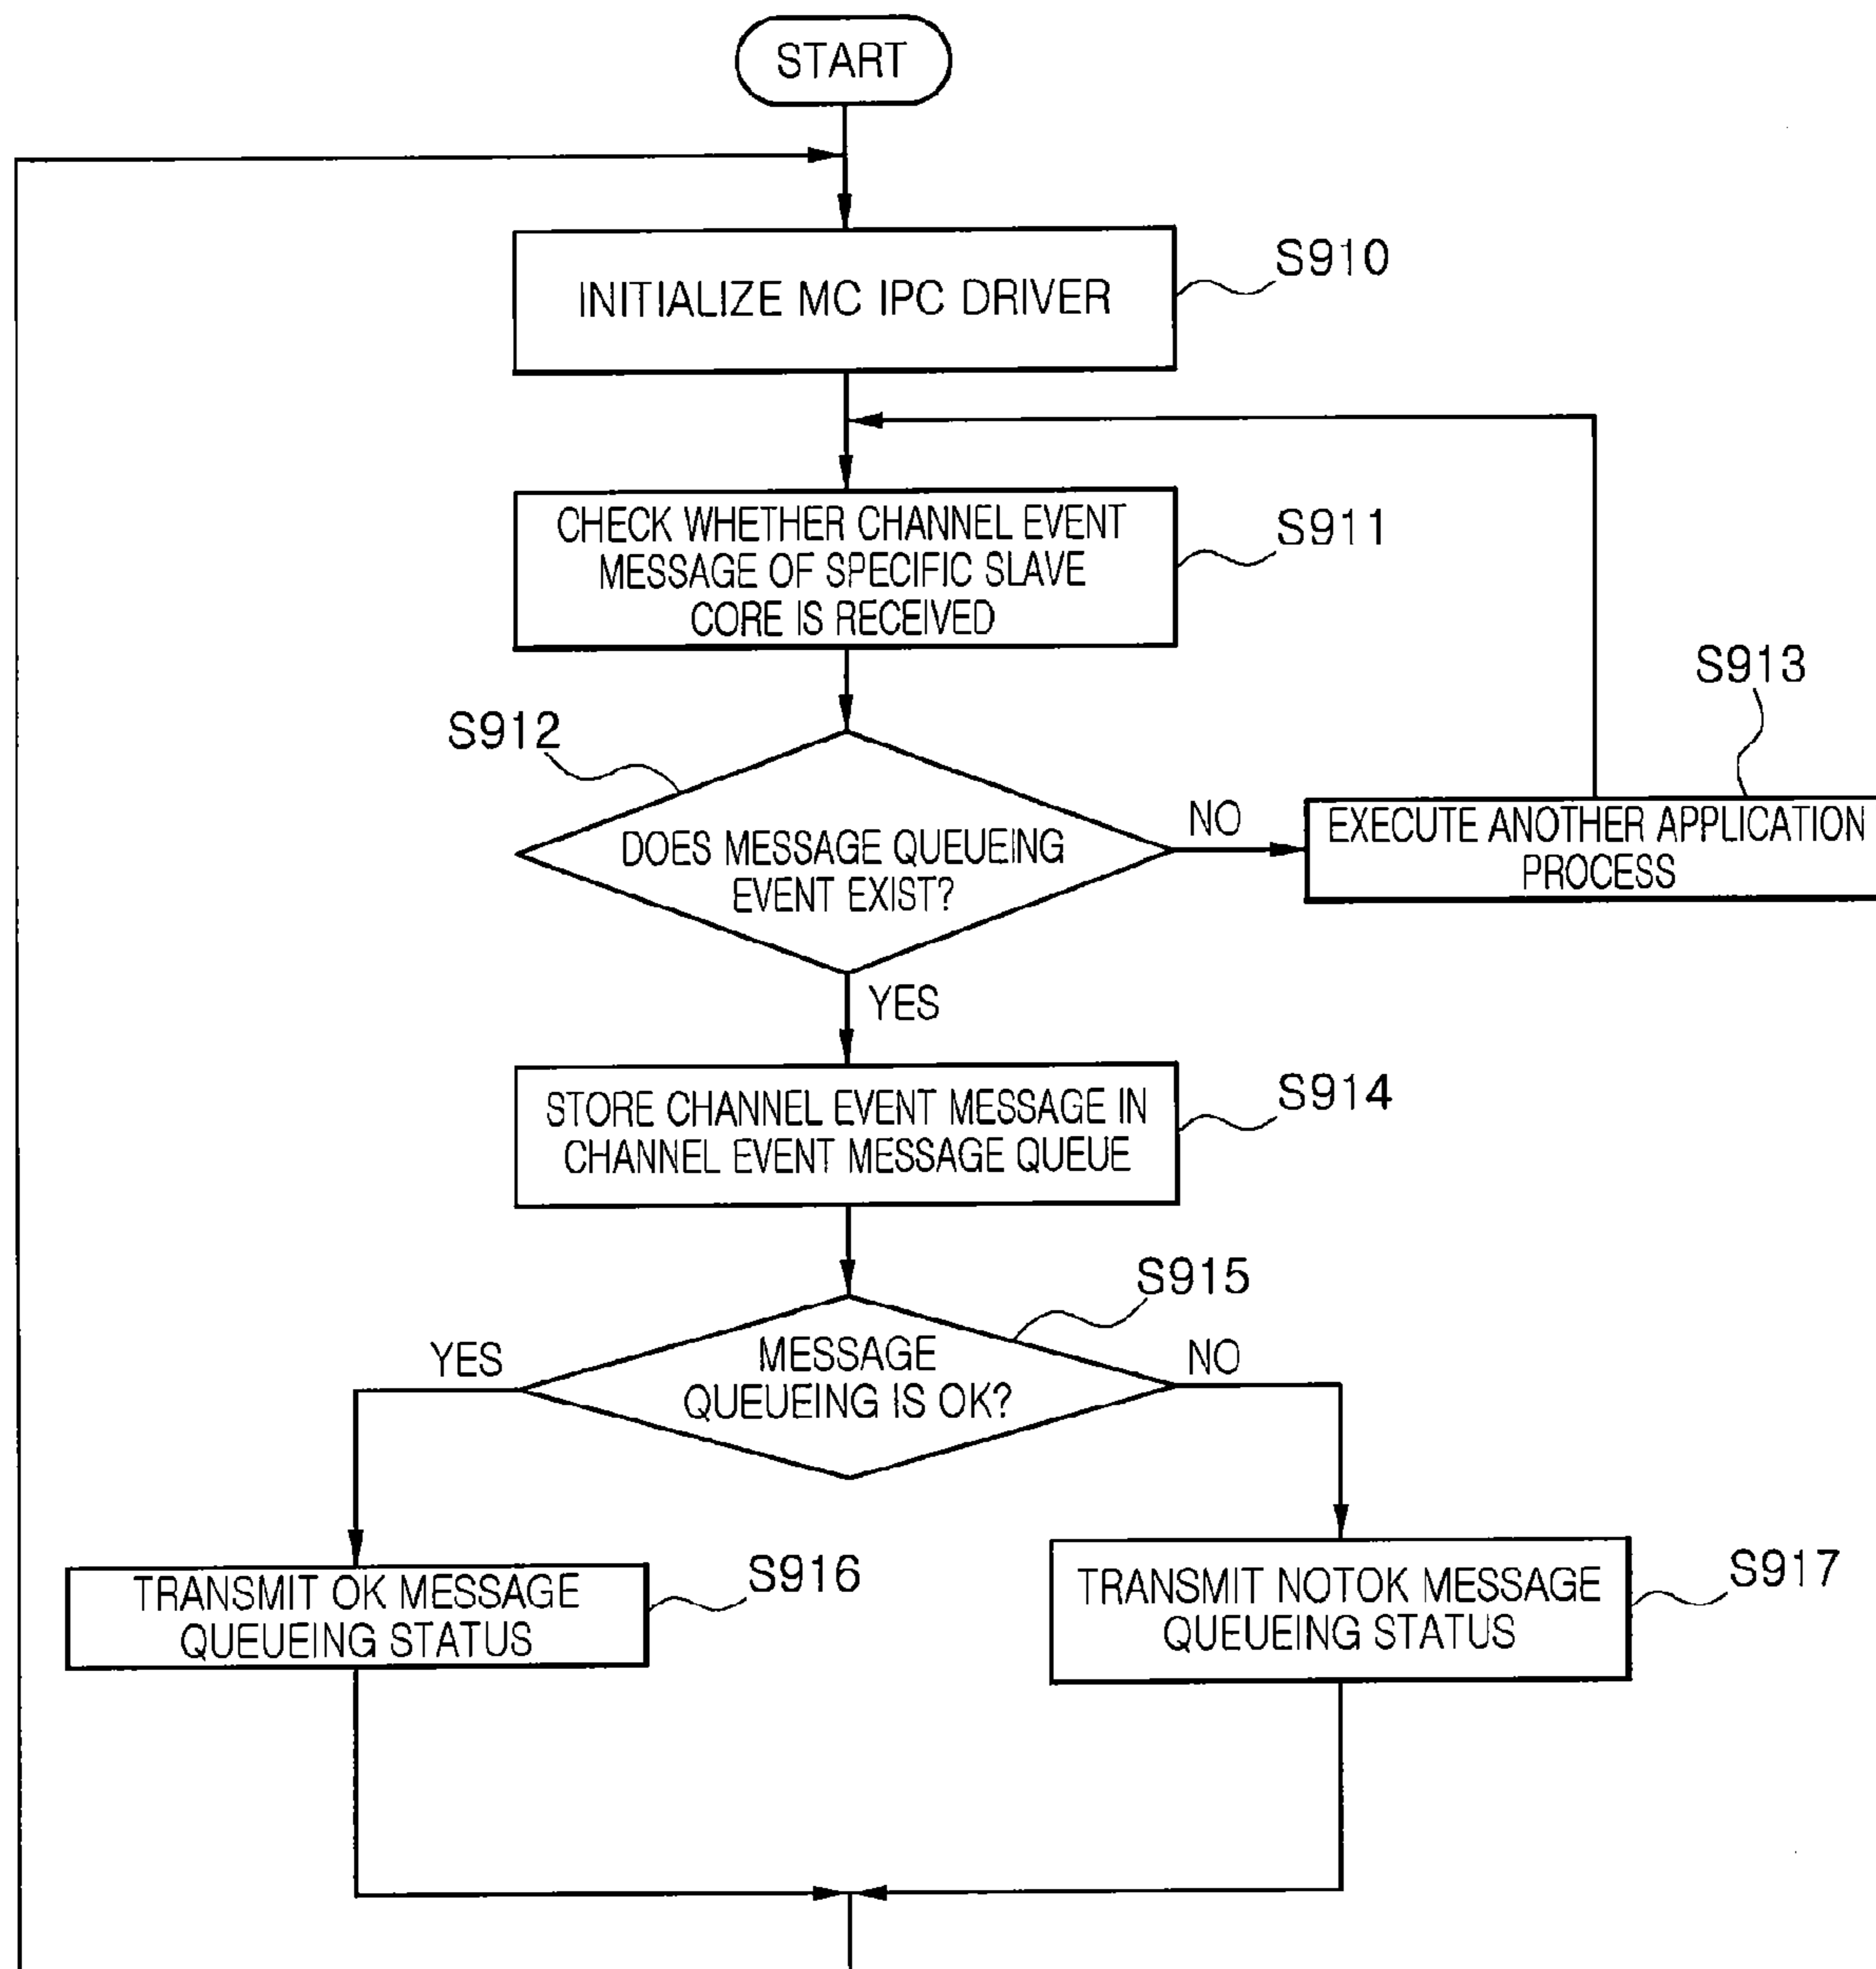 START
INITIALIZE MC IPC DRIVER
S910
CHECK WHETHER CHANNEL EVENT
MESSAGE OF SPECIFIC SLAVE
CORE IS RECEIVED
S911
S912
DOES MESSAGE QUEUEING
EVENT EXIST?
NO
S913
EXECUTE ANOTHER APPLICATION
PROCESS
YES
STORE CHANNEL EVENT MESSAGE IN
CHANNEL EVENT MESSAGE QUEUE
S914
S915
MESSAGE
QUEUEING IS OK?
YES
NO
TRANSMIT OK MESSAGE
QUEUEING STATUS
S916
TRANSMIT NOTOK MESSAGE
QUEUEING STATUS
S917